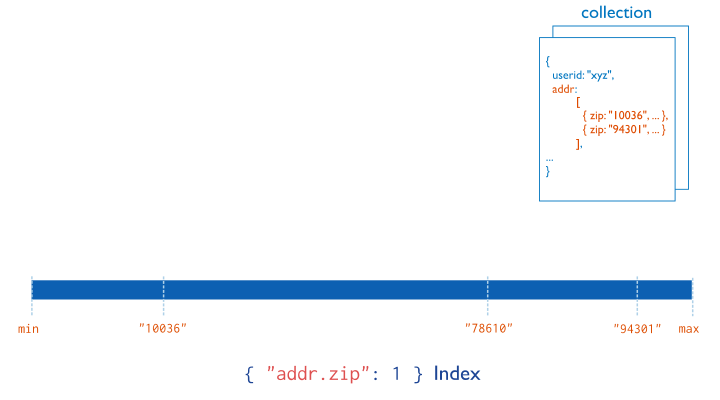 collection
{
userid: "xyz",
addr:
[
{ zip: "10036", ... },
{ zip: "94301", ... }
],
...
}
min "10036" "78610" "94301" max
{ "addr.zip": 1 } Index